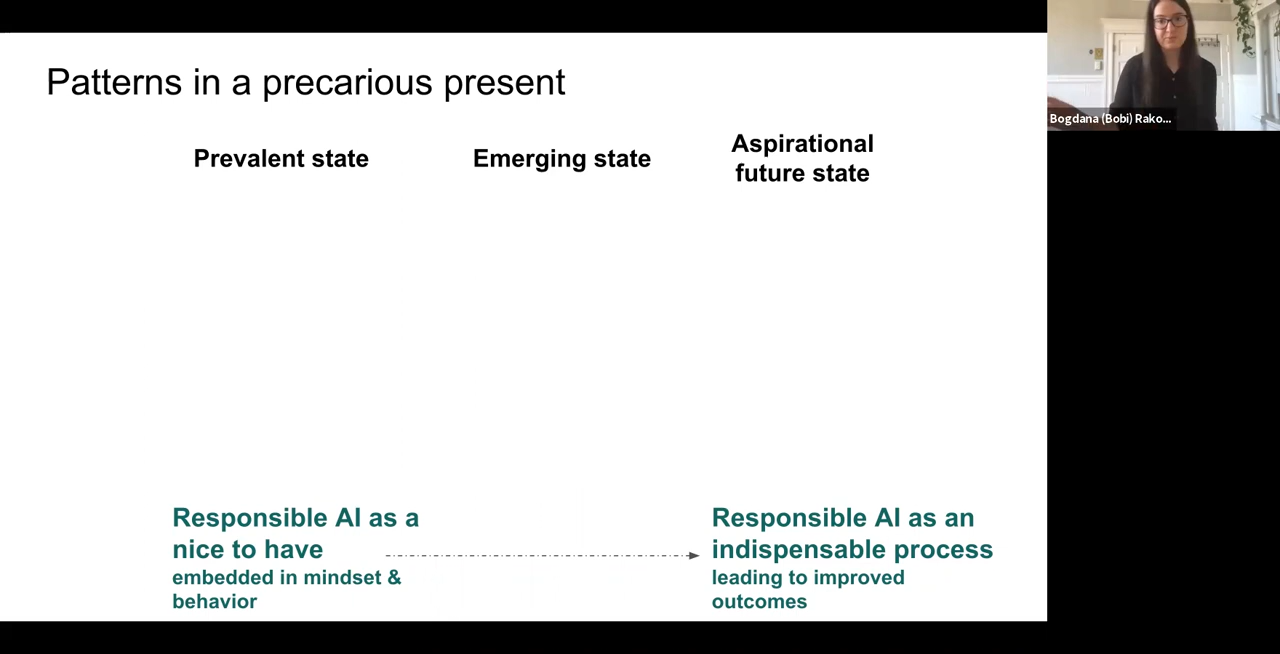 Patterns in a precarious present
Prevalent state
Emerging state
Aspirational
future state
Responsible AI as a
nice to have
embedded in mindset &
behavior
Responsible AI as an
indispensable process
leading to improved
outcomes
Bogdana (Bobi) Rako...